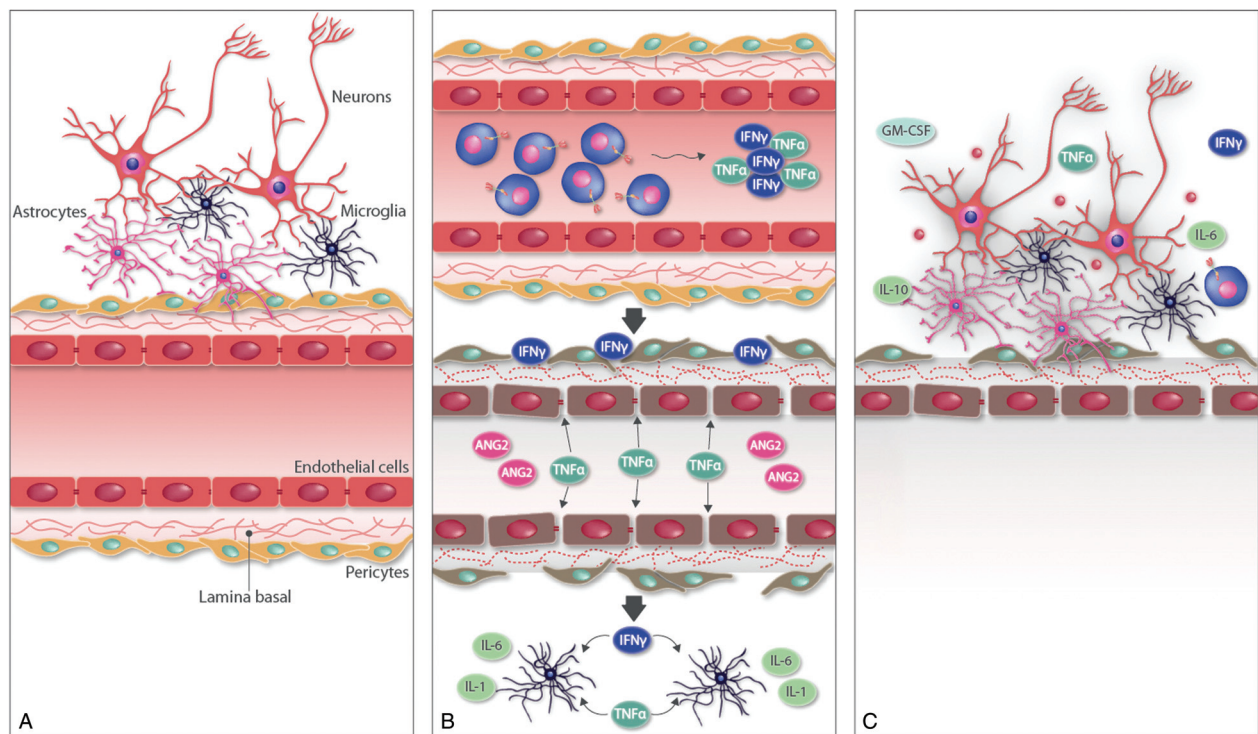 Neurons
Astrocytes
Microglia
Endothelial cells
Pericytes
Lamina basal
A
IFNγ
TNFα
TNFα
IFNγ
TNFα
IFNγ
IFNγ
IFNγ
IFNγ
ANG2
ANG2
TNFα
TNFα
TNFα
ANG2
ANG2
IL-6
IFNγ
IL-6
IL-1
IL-1
TNFα
B
GM-CSF
TNFα
IFNγ
IL-6
IL-10
C